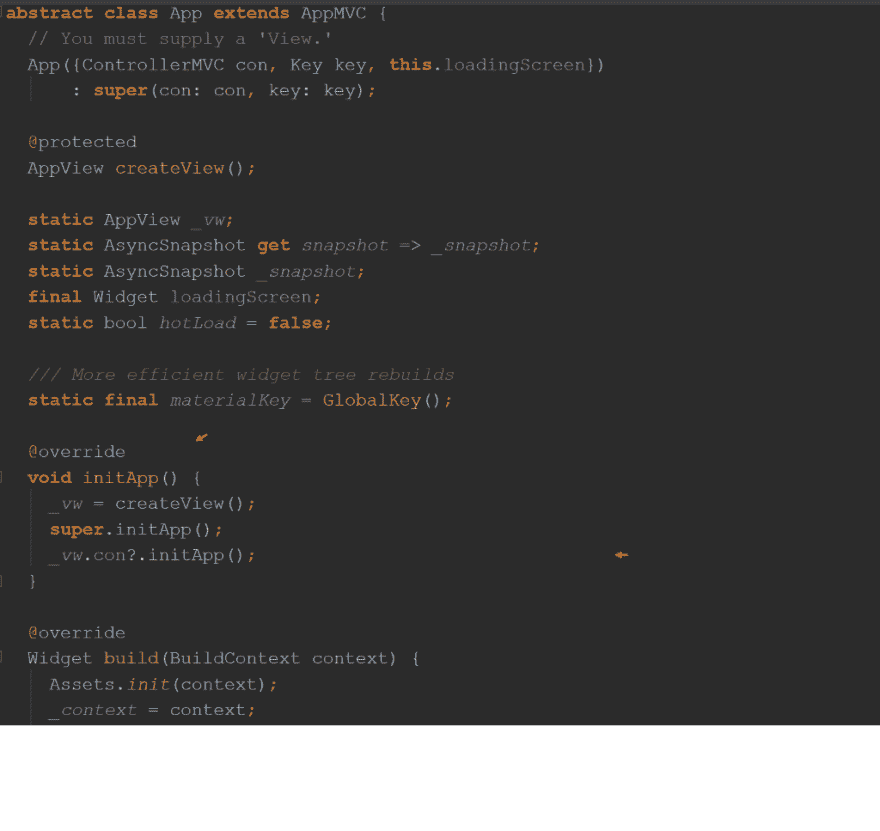 abstract class App extends AppMVC {
// You must supply a 'View.'
App({ControllerMVC con, Key key, this.loadingScreen})
: super(con: con, key: key);
@protected
AppView createView();
static AppView _vw;
static AsyncSnapshot get snapshot => _snapshot;
static AsyncSnapshot _snapshot;
final Widget loadingScreen;
static bool hotLoad = false;
/// More efficient widget tree rebuilds
static final materialKey = GlobalKey();
@override
void initApp() {
_vw = createView();
super.initApp();
_vw.con?.initApp();
}
@override
Widget build(BuildContext context) {
Assets.init(context);
_context = context;